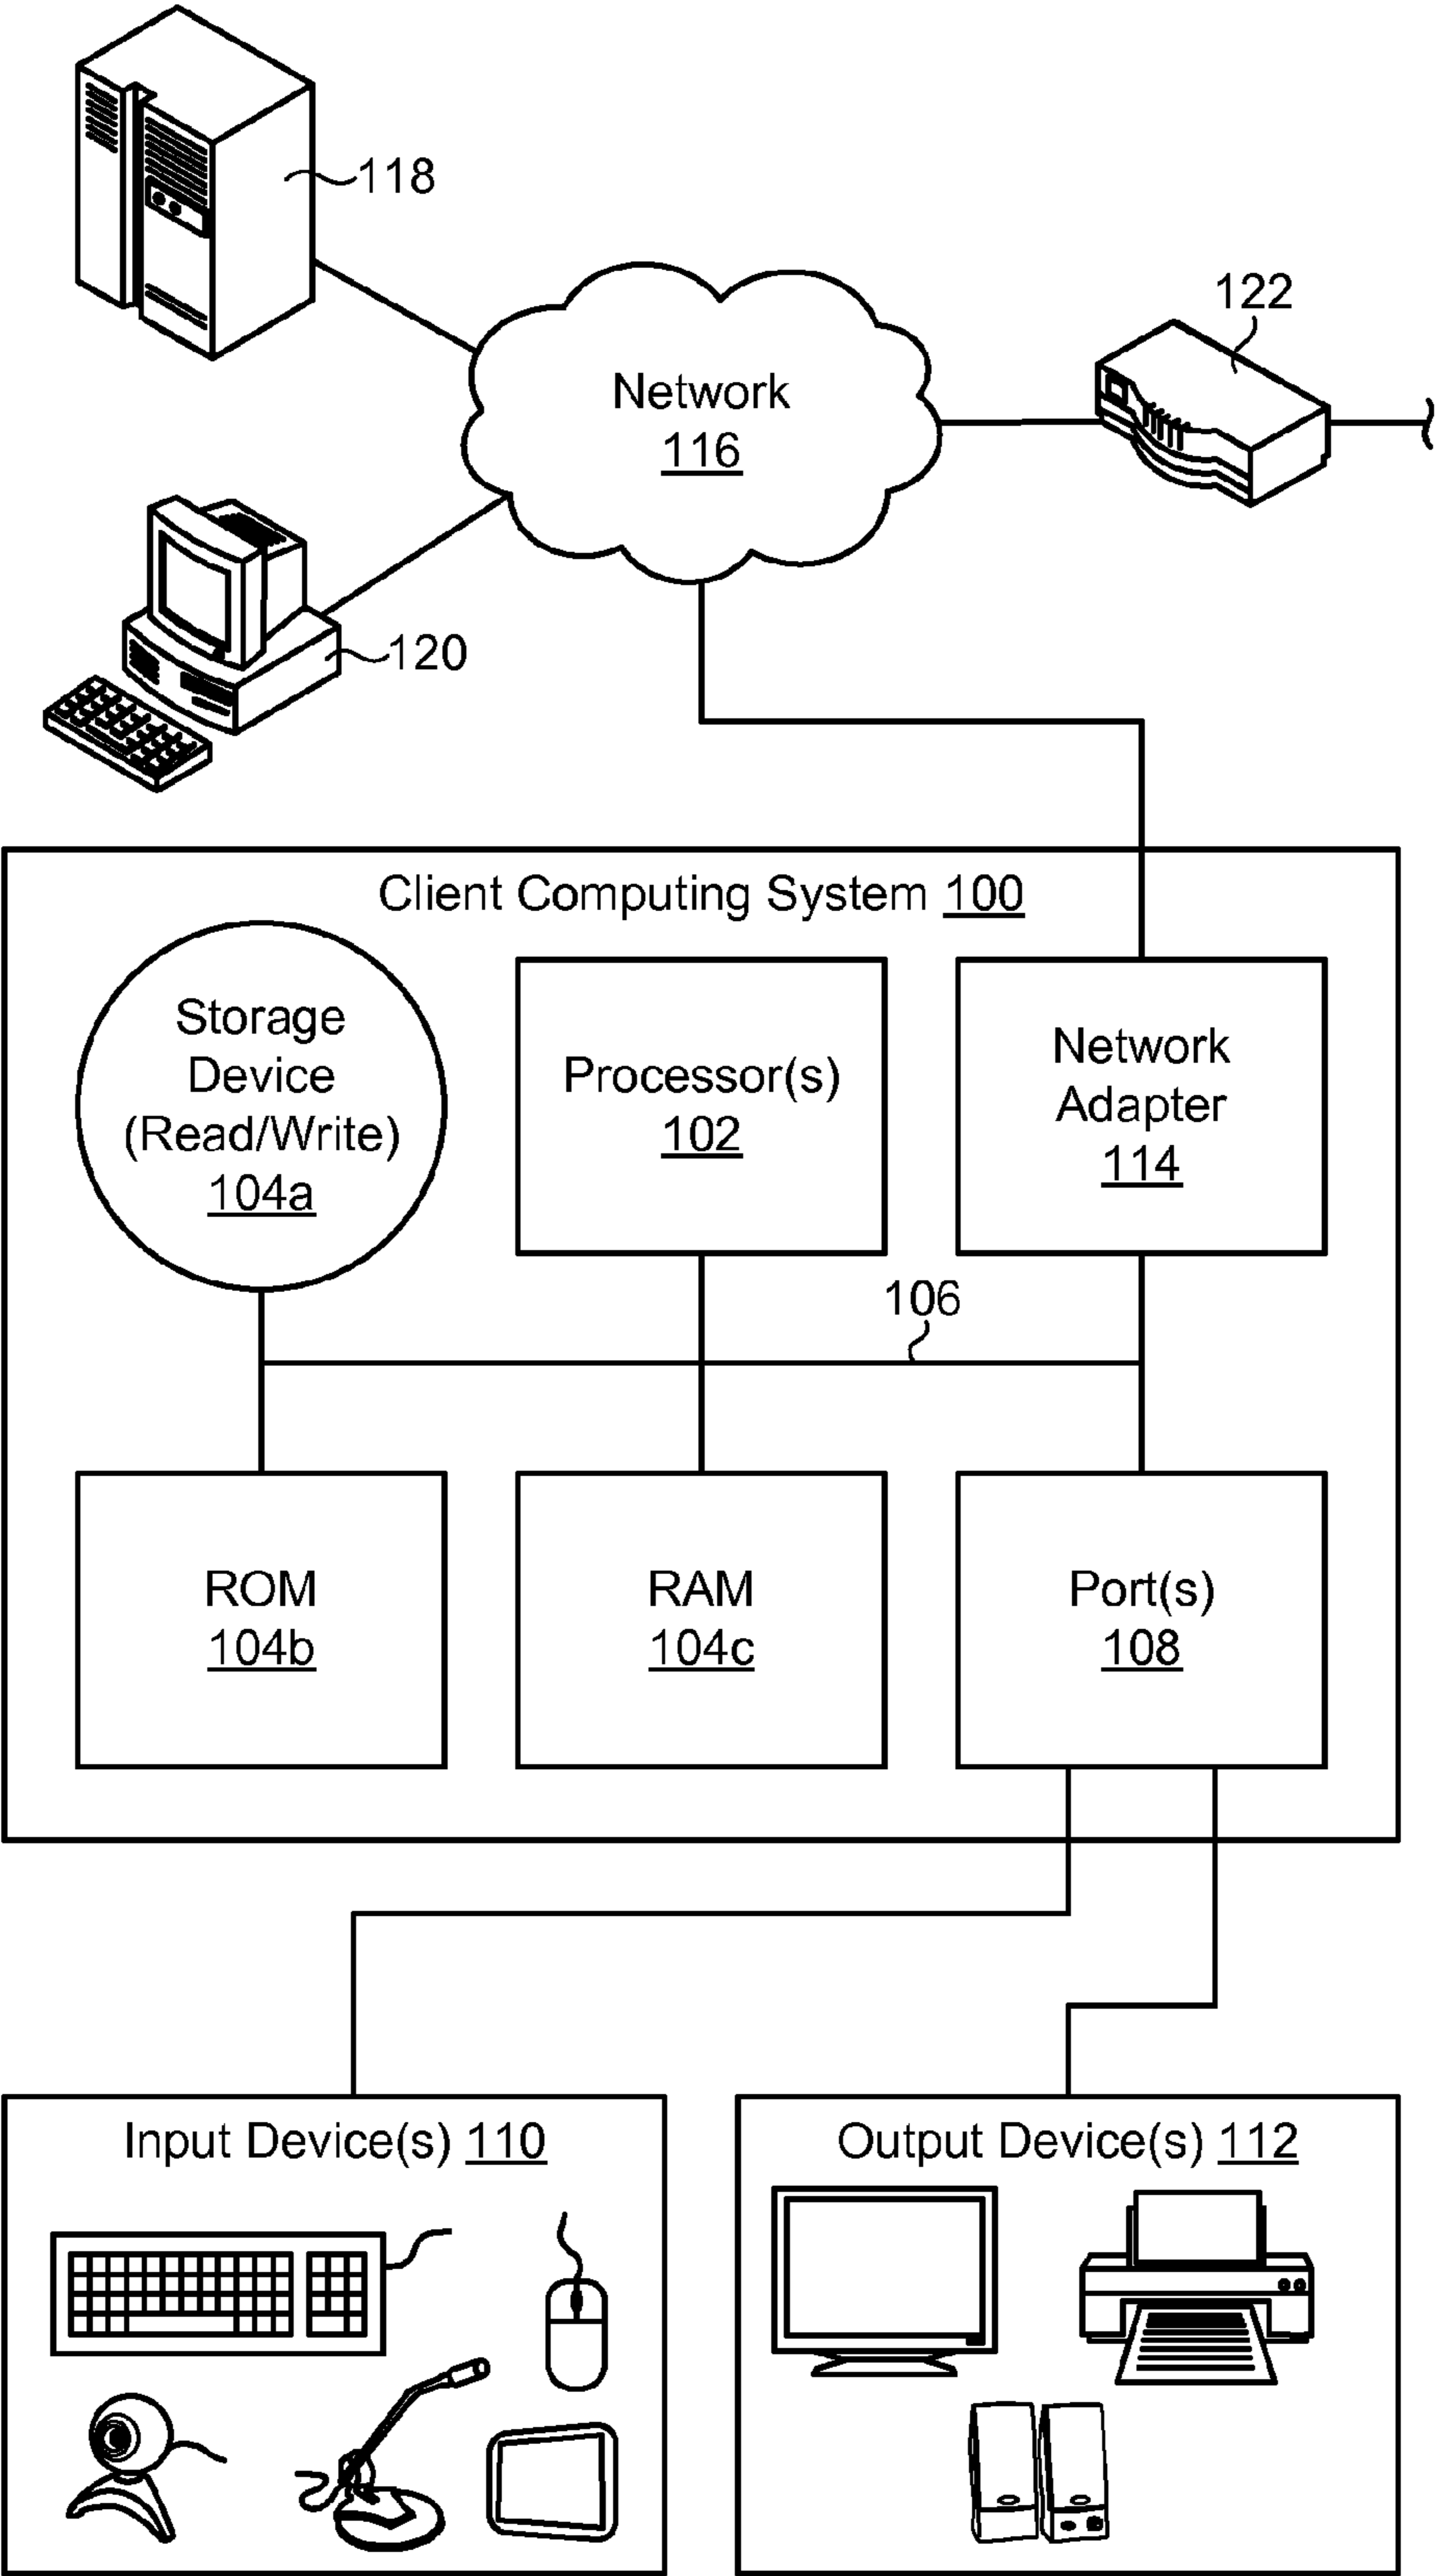 118
122
Network
116
120
Client Computing System 100
Storage
Device
(Read/Write)
104a
Processor(s)
102
Network
Adapter
114
106
ROM
104b
RAM
104c
Port(s)
108
Input Device(s) 110
Output Device(s) 112